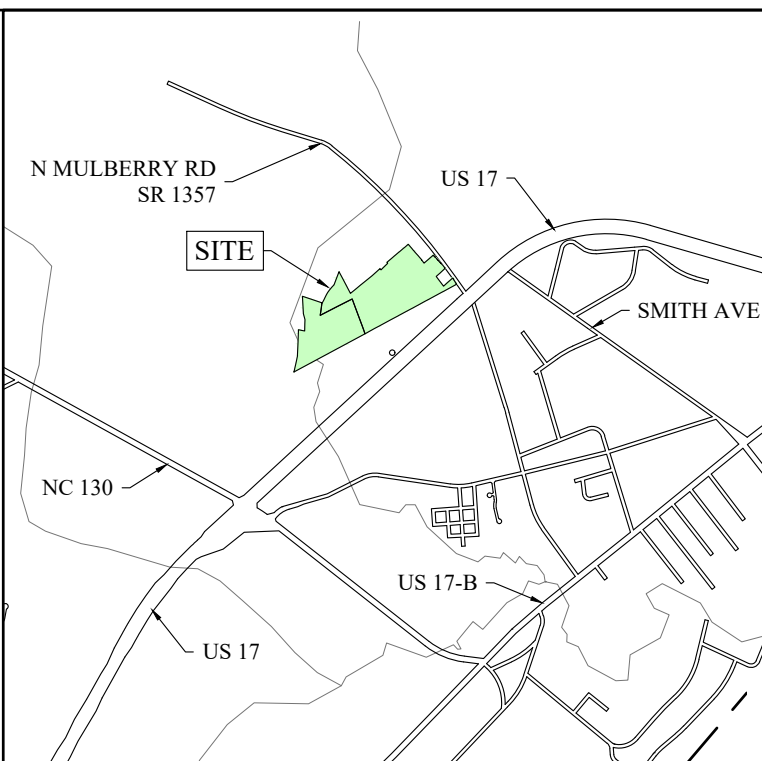 N MULBERRY RD
SR 1357
US 17
SITE
SMITH AVE
NC 130
US 17-B
US 17